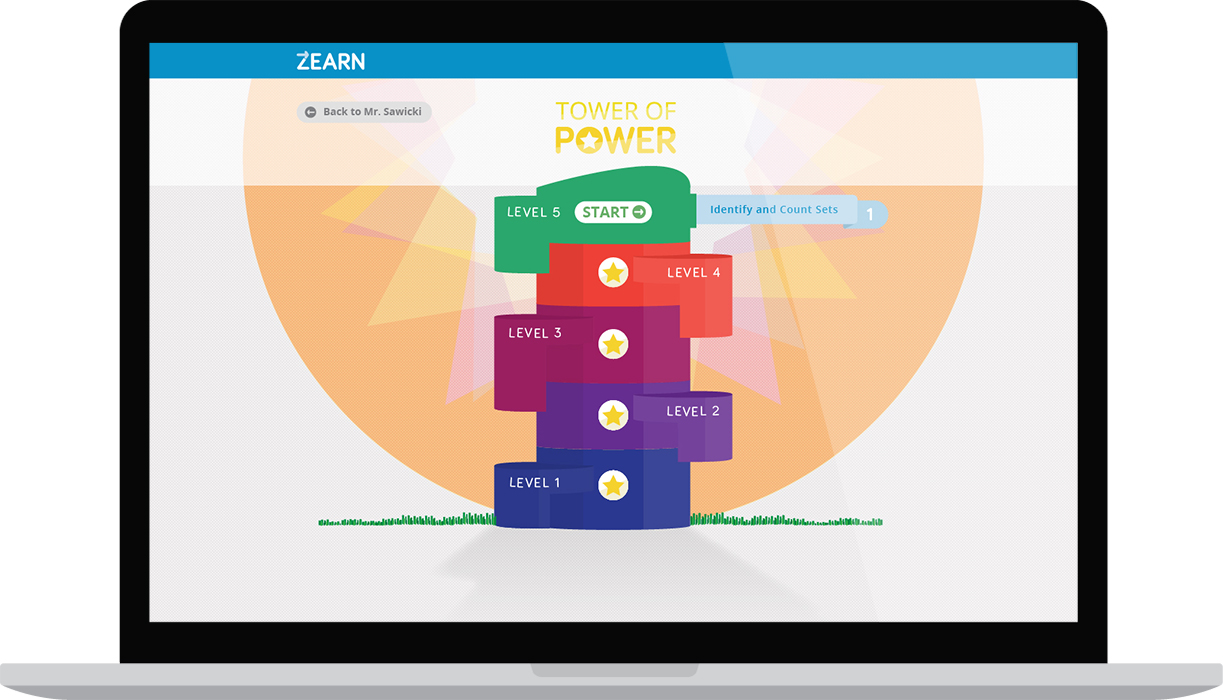 ZEARN
Back to Mr. Sawicki
TOWER OF
POWER
LEVEL 5 START
Identify and Count Sets 1
LEVEL 4
LEVEL 3
LEVEL 2
LEVEL 1